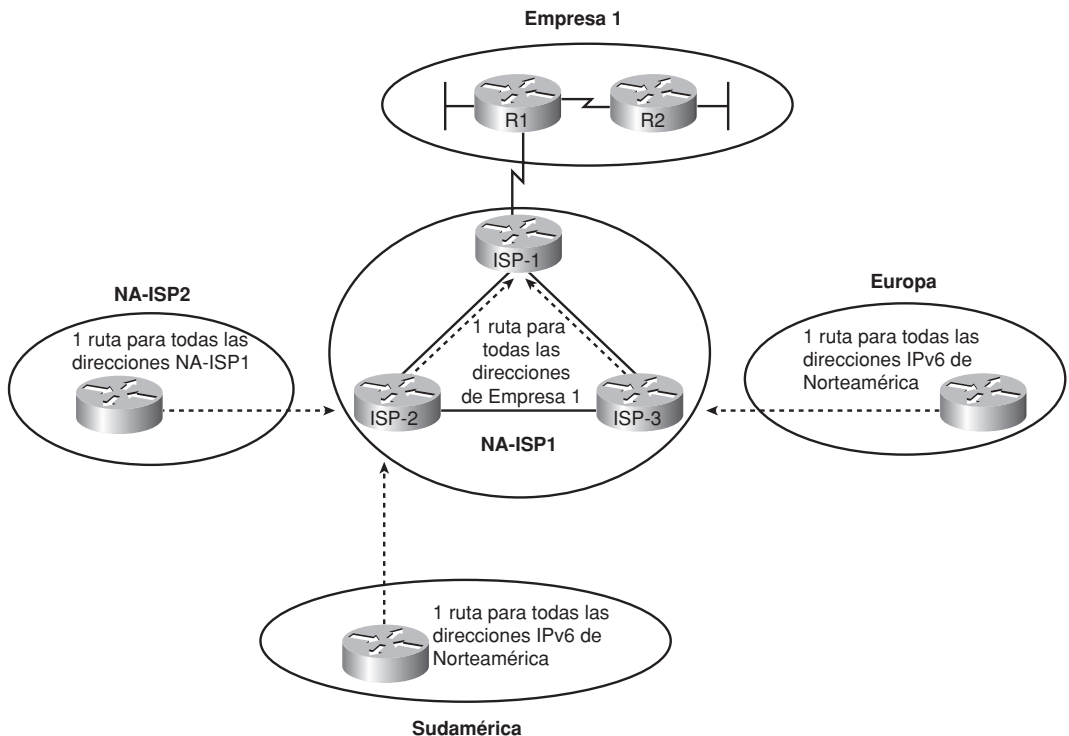 Empresa 1
R1
R2
ISP-1
NA-ISP2
1 ruta para todas las
direcciones NA-ISP1
1 ruta para
todas las
direcciones
de Empresa 1
ISP-2
ISP-3
NA-ISP1
Europa
1 ruta para todas las
direcciones IPv6 de
Norteamérica
1 ruta para todas las
direcciones IPv6 de
Norteamérica
Sudamérica